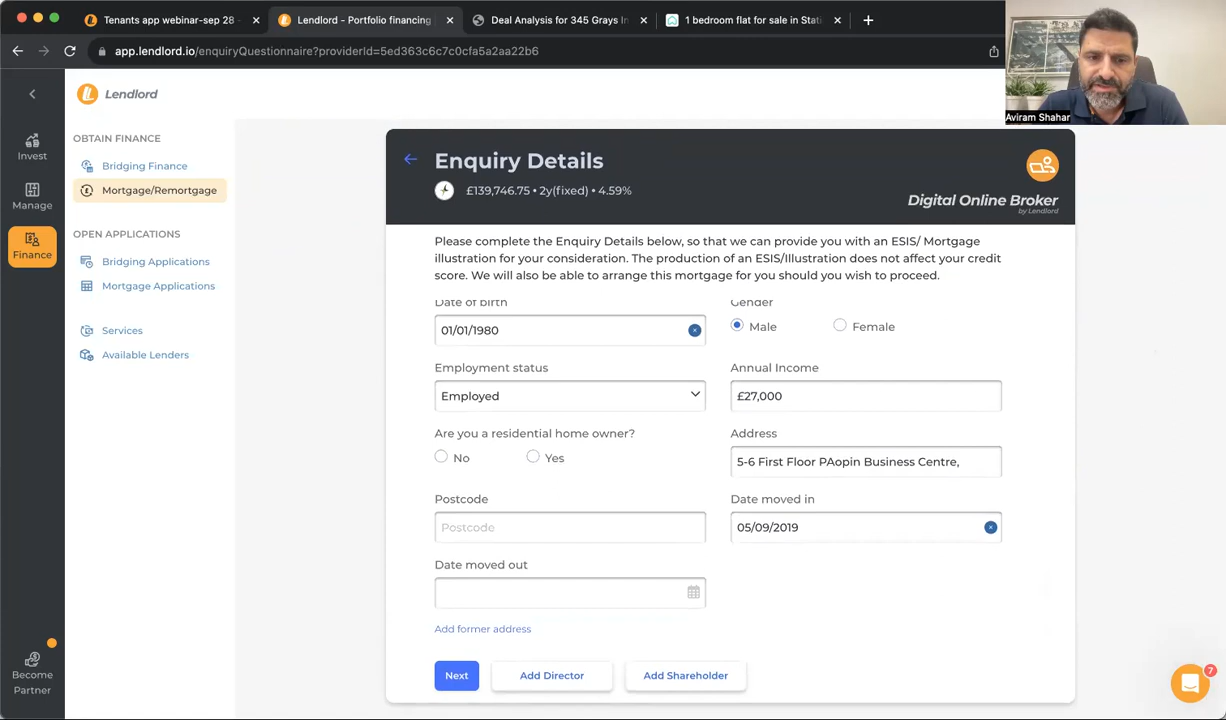 Tenants app webinar-sep 28 -
Lendlord - Portfolio financing
Deal Analysis for 345 Grays In
1 bedroom flat for sale in Stati
app.lendlord.io/enquiryQuestionnaire?providerId=5ed363c6c7c0cfa5a2aa22b6
Aviram Shahar
Lendlord
Invest
Manage
Finance
Become
Partner
OBTAIN FINANCE
Bridging Finance
Mortgage/Remortgage
OPEN APPLICATIONS
Bridging Applications
Mortgage Applications
Services
Available Lenders
Enquiry Details
£139,746.75 • 2y(fixed) • 4.59%
Digital Online Broker
by Lendlord
Please complete the Enquiry Details below, so that we can provide you with an ESIS/ Mortgage
illustration for your consideration. The production of an ESIS/Illustration does not affect your credit
score. We will also be able to arrange this mortgage for you should you wish to proceed.
Date of birth
Gender
01/01/1980
Male
Female
Employment status
Annual Income
Employed
£27,000
Are you a residential home owner?
Address
No
Yes
5-6 First Floor PAopin Business Centre,
Postcode
Date moved in
Postcode
05/09/2019
Date moved out
Add former address
Next
Add Director
Add Shareholder
7